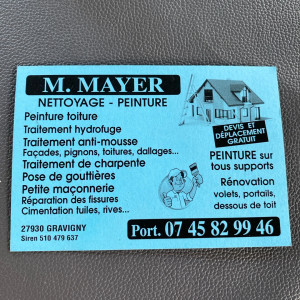 M. MAYER
NETTOYAGE - PEINTURE
Peinture toiture
Traitement hydrofuge
Traitement anti-mousse
Façades, pignons, toitures, dallages...
Traitement de charpente
Pose de gouttières
Petite maçonnerie
Réparation des fissures
Cimentation tuiles, rives...
27930 GRAVIGNY
Siren 510 479 637
DEVIS ET
DÉPLACEMENT
GRATUIT
PEINTURE sur
tous supports
Rénovation
volets, portails,
dessous de toit
Port. 07 45 82 99 46